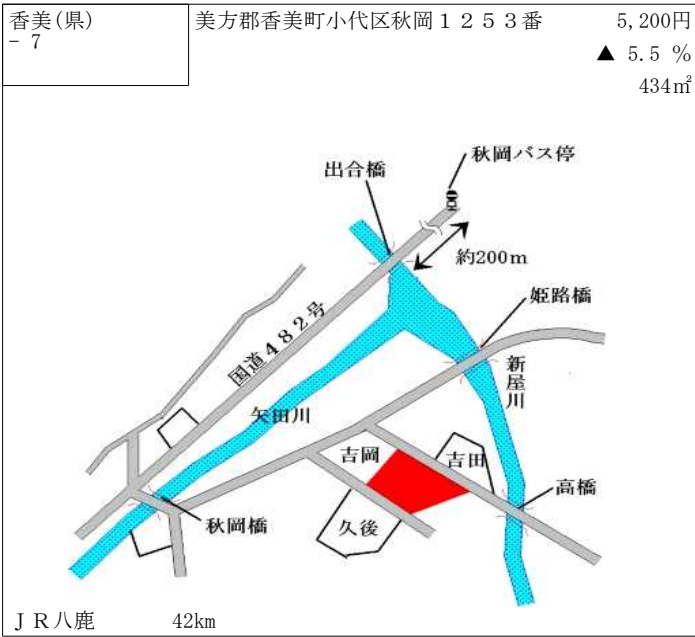 香美(県)
- 7
美方郡香美町小代区秋岡１２５３番
5,200円
▲ 5.5 %
434㎡
秋岡バス停
出合橋
約200m
姫路橋
国道４８２号
新屋川
矢田川
吉岡
吉田
高橋
秋岡橋
久後
ＪＲ八鹿 42km